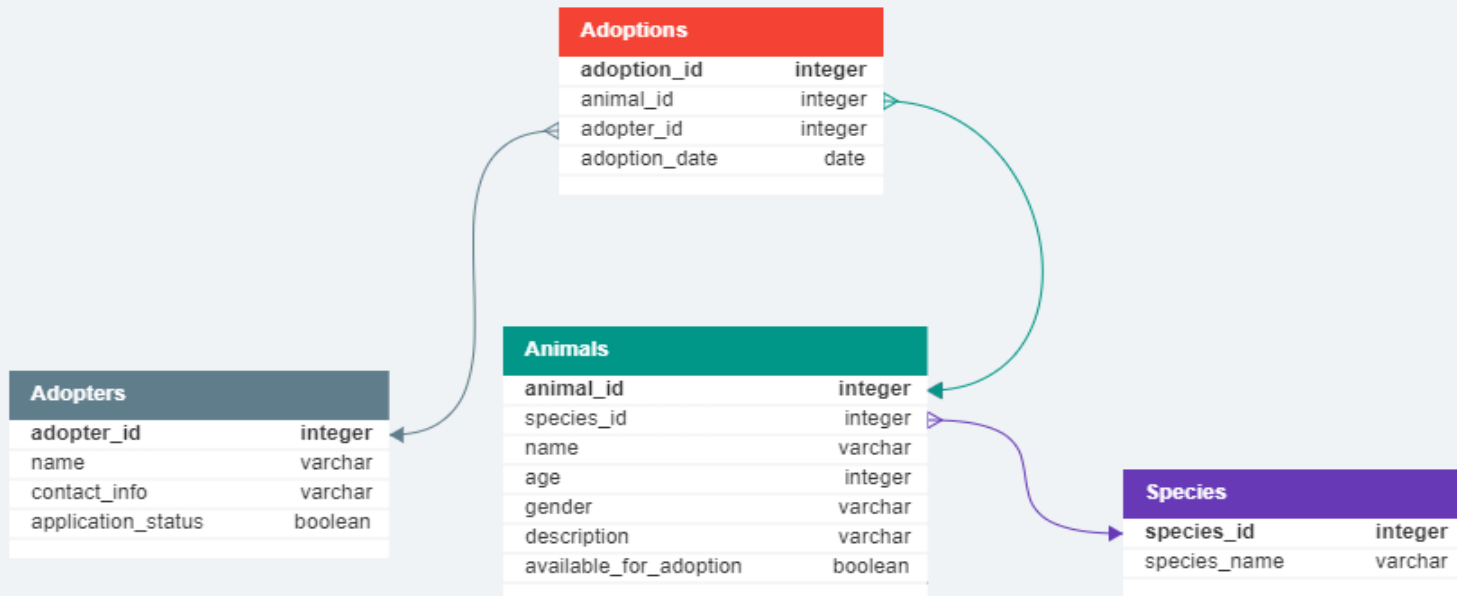 Adoptions
adoption_id integer
animal_id integer
adopter_id integer
adoption_date date
Adopters
adopter_id integer
name varchar
contact_info varchar
application_status boolean
Animals
animal_id integer
species_id integer
name varchar
age integer
gender varchar
description varchar
available_for_adoption boolean
Species
species_id integer
species_name varchar